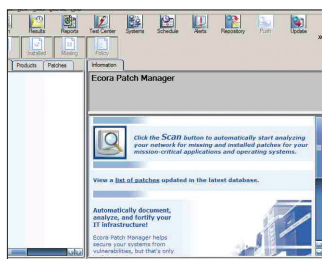 Results Reports Test Center Systems Schedule Alerts Repository Push Update
Installed Missing Policy
Products Patches Information
Ecora Patch Manager
Click the Scan button to automatically start analyzing
your network for missing and installed patches for your
mission-critical applications and operating systems.
View a list of patches updated in the latest database.
Automatically document,
analyze, and fortify your
IT infrastructure!
Ecora Patch Manager helps
secure your systems from
vulnerabilities, but that's only